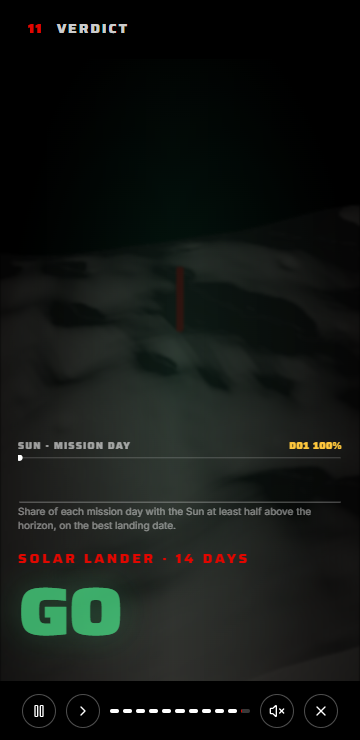 11 VERDICT
SUN - MISSION DAY D01 100%
Share of each mission day with the Sun at least half above the
horizon, on the best landing date.
SOLAR LANDER · 14 DAYS
GO